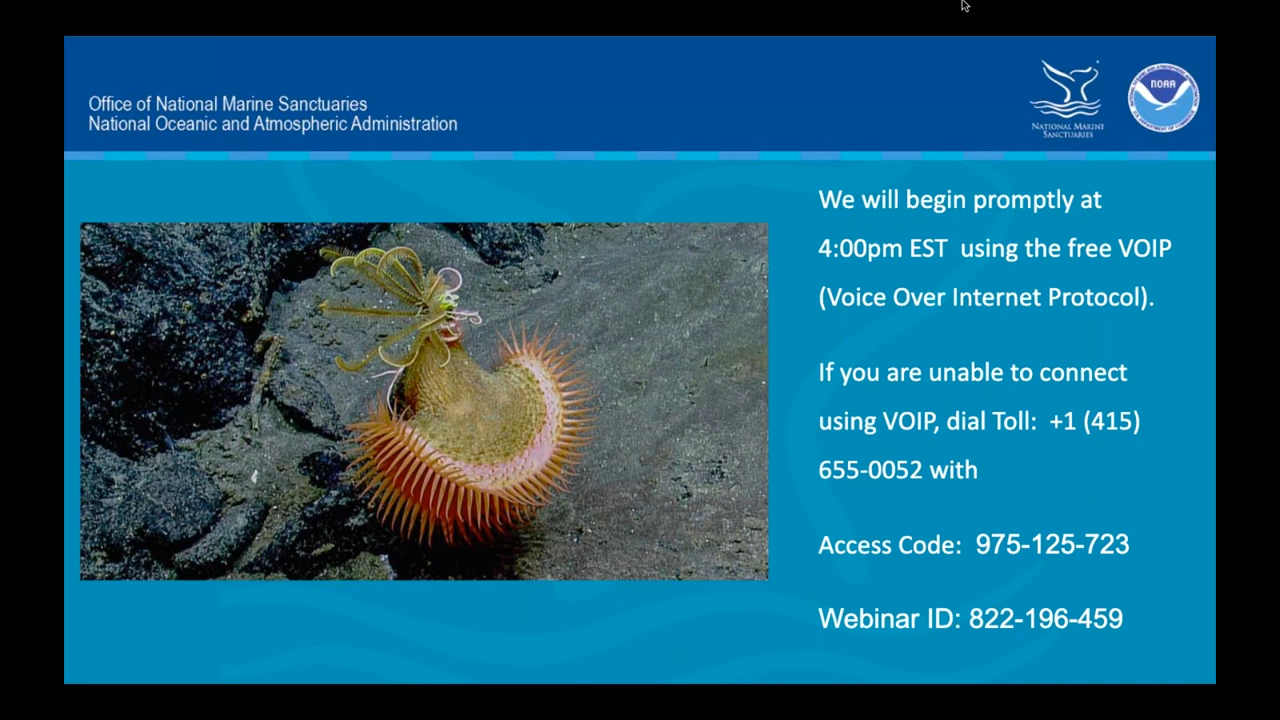 Office of National Marine Sanctuaries
National Oceanic and Atmospheric Administration
NATIONAL MARINE
SANCTUARIES
NOAA
We will begin promptly at
4:00pm EST  using the free VOIP
(Voice Over Internet Protocol).
If you are unable to connect
using VOIP, dial Toll:  +1 (415)
655-0052 with
Access Code:  975-125-723
Webinar ID: 822-196-459